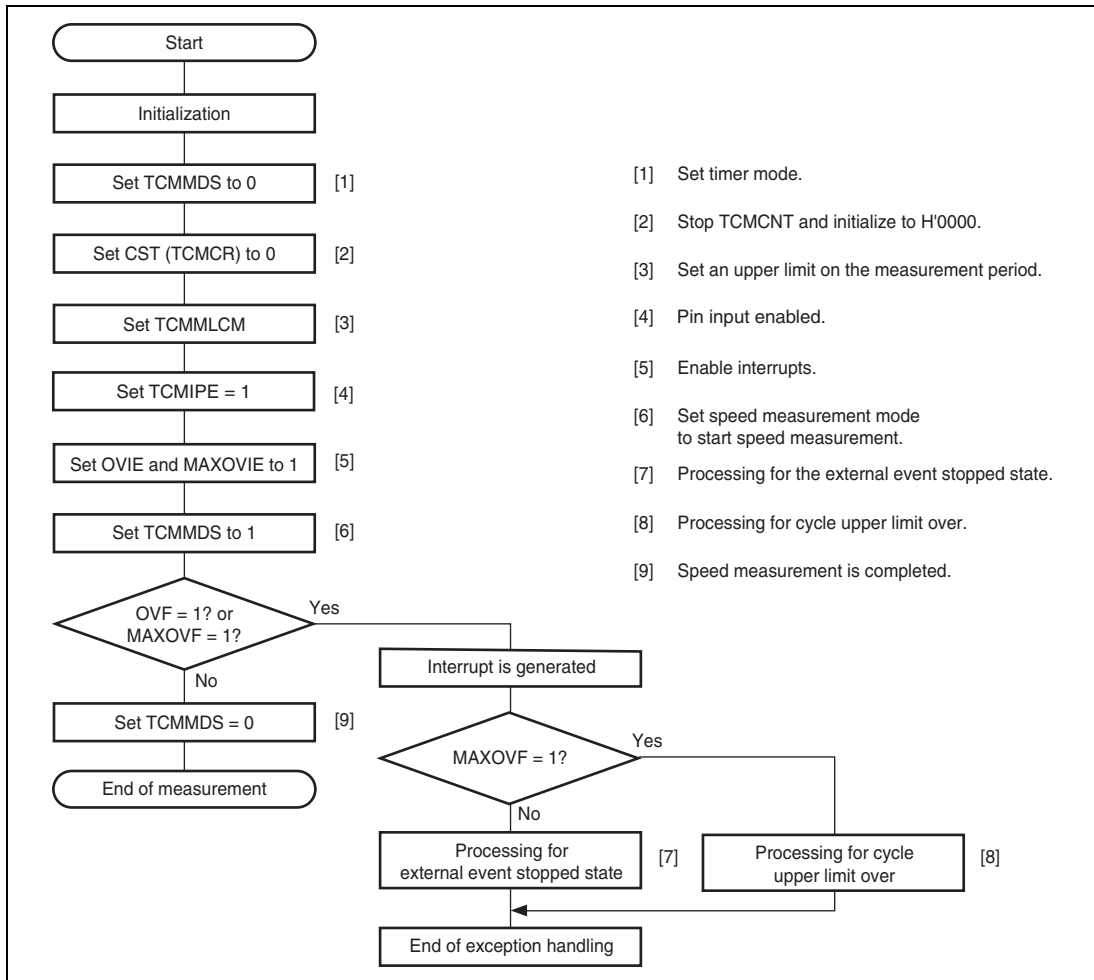 Start
Initialization
Set TCMMDS to 0 [1]
Set CST (TCMCR) to 0 [2]
Set TCMMLCM [3]
Set TCMIPE = 1 [4]
Set OVIE and MAXOVIE to 1 [5]
Set TCMMDS to 1 [6]
OVF = 1? or
MAXOVF = 1?
Yes
No
Set TCMMDS = 0 [9]
End of measurement
Interrupt is generated
MAXOVF = 1?
Yes
No
Processing for
external event stopped state
[7]
Processing for cycle
upper limit over
[8]
End of exception handling
[1] Set timer mode.
[2] Stop TCMCNT and initialize to H'0000.
[3] Set an upper limit on the measurement period.
[4] Pin input enabled.
[5] Enable interrupts.
[6] Set speed measurement mode
to start speed measurement.
[7] Processing for the external event stopped state.
[8] Processing for cycle upper limit over.
[9] Speed measurement is completed.